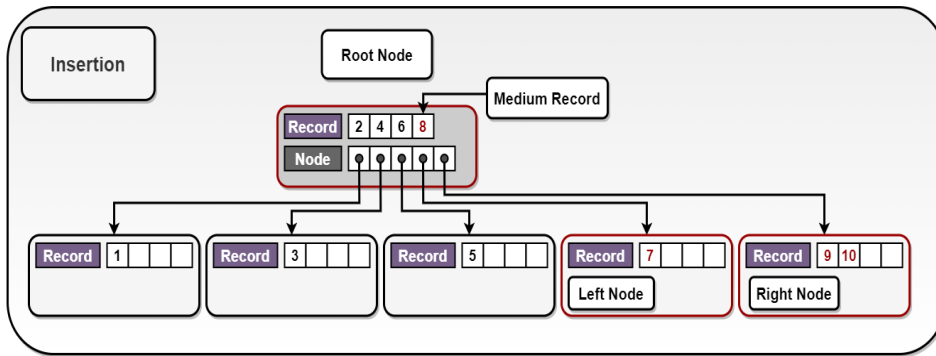 Insertion
Root Node
Medium Record
Record 2 4 6 8
Node
Record 1
Record 3
Record 5
Record 7
Record 9 10
Left Node
Right Node